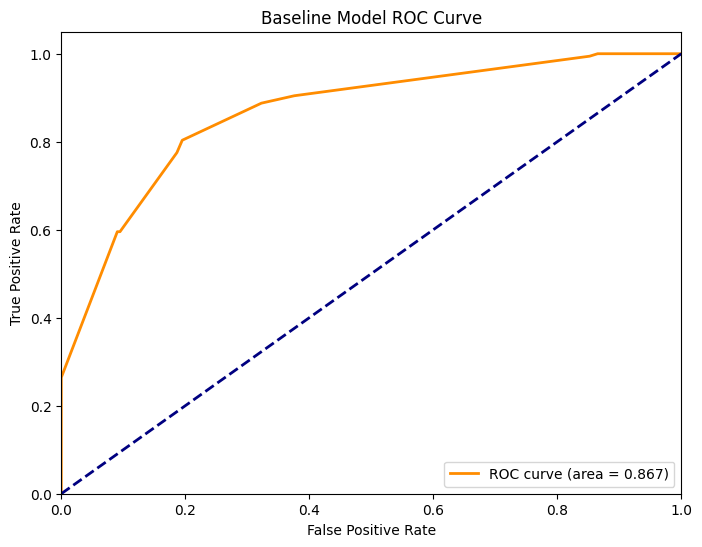 Baseline Model ROC Curve
True Positive Rate
1.0
0.8
0.6
0.4
0.2
0.0
0.0 0.2 0.4 0.6 0.8 1.0
False Positive Rate
ROC curve (area = 0.867)